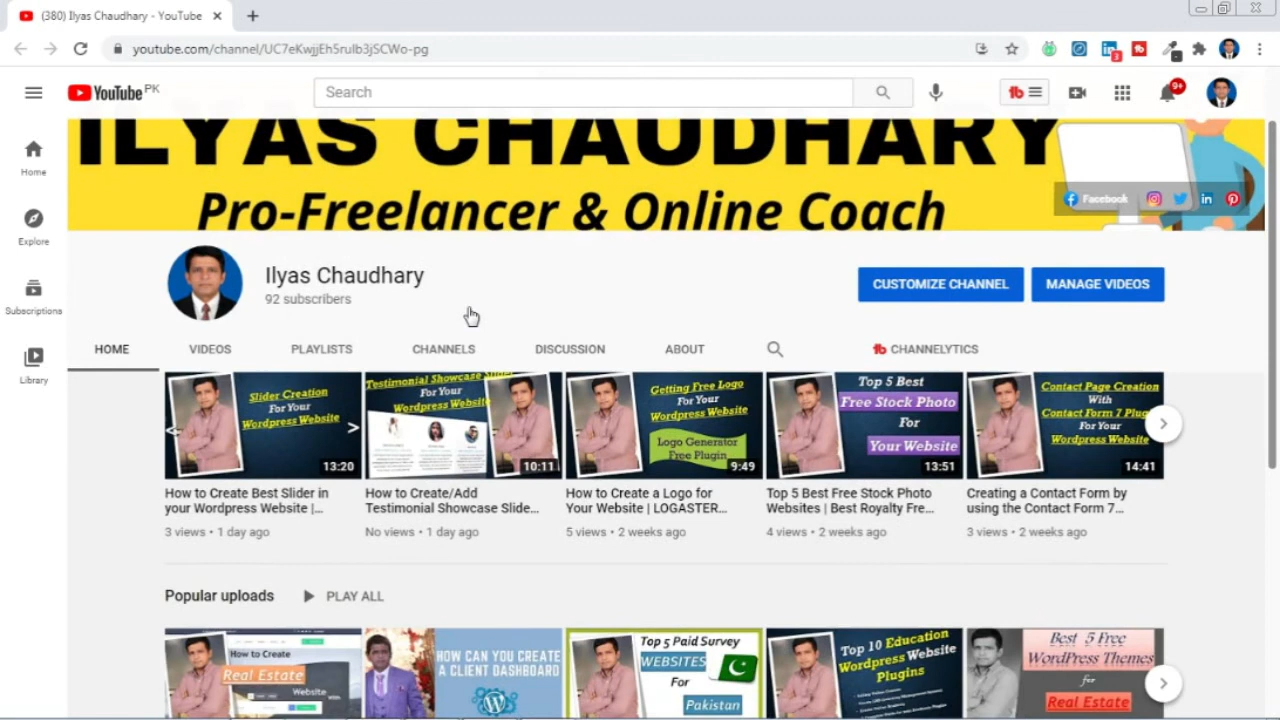 (380) Ilyas Chaudhary - YouTube
youtube.com/channel/UC7eKwjjEhSrulb3jSCWo-pg
3
YouTube PK
Search
9+
ILYAS CHAUDHARY
Pro-Freelancer & Online Coach
Facebook
Home
Explore
Subscriptions
Library
Ilyas Chaudhary
92 subscribers
CUSTOMIZE CHANNEL
MANAGE VIDEOS
HOME
VIDEOS
PLAYLISTS
CHANNELS
DISCUSSION
ABOUT
CHANNELYTICS
Slider Creation
For Your
Wordpress Website
13:20
Testimonial Showcase Slider
For Your
Wordpress Website
10:11
Getting Free Logo
For Your
Wordpress Website
Logo Generator
Free Plugin
9:49
Top 5 Best
Free Stock Photo
For
Your Website
13:51
Contact Page Creation
With
Contact Form 7 Plug
For Your
Wordpress Website
14:41
How to Create Best Slider in
your Wordpress Website |...
3 views • 1 day ago
How to Create/Add
Testimonial Showcase Slide...
No views • 1 day ago
How to Create a Logo for
Your Website | LOGASTER...
5 views • 2 weeks ago
Top 5 Best Free Stock Photo
Websites | Best Royalty Fre...
4 views • 2 weeks ago
Creating a Contact Form by
using the Contact Form 7...
3 views • 2 weeks ago
Popular uploads
PLAY ALL
How to Create
Real Estate
Website
HOW CAN YOU CREATE
A CLIENT DASHBOARD
Top 5 Paid Survey
WEBSITES
For
Pakistan
Top 10 Education
Wordpress Website
Plugins
Best 5 Free
WordPress Themes
for
Real Estate